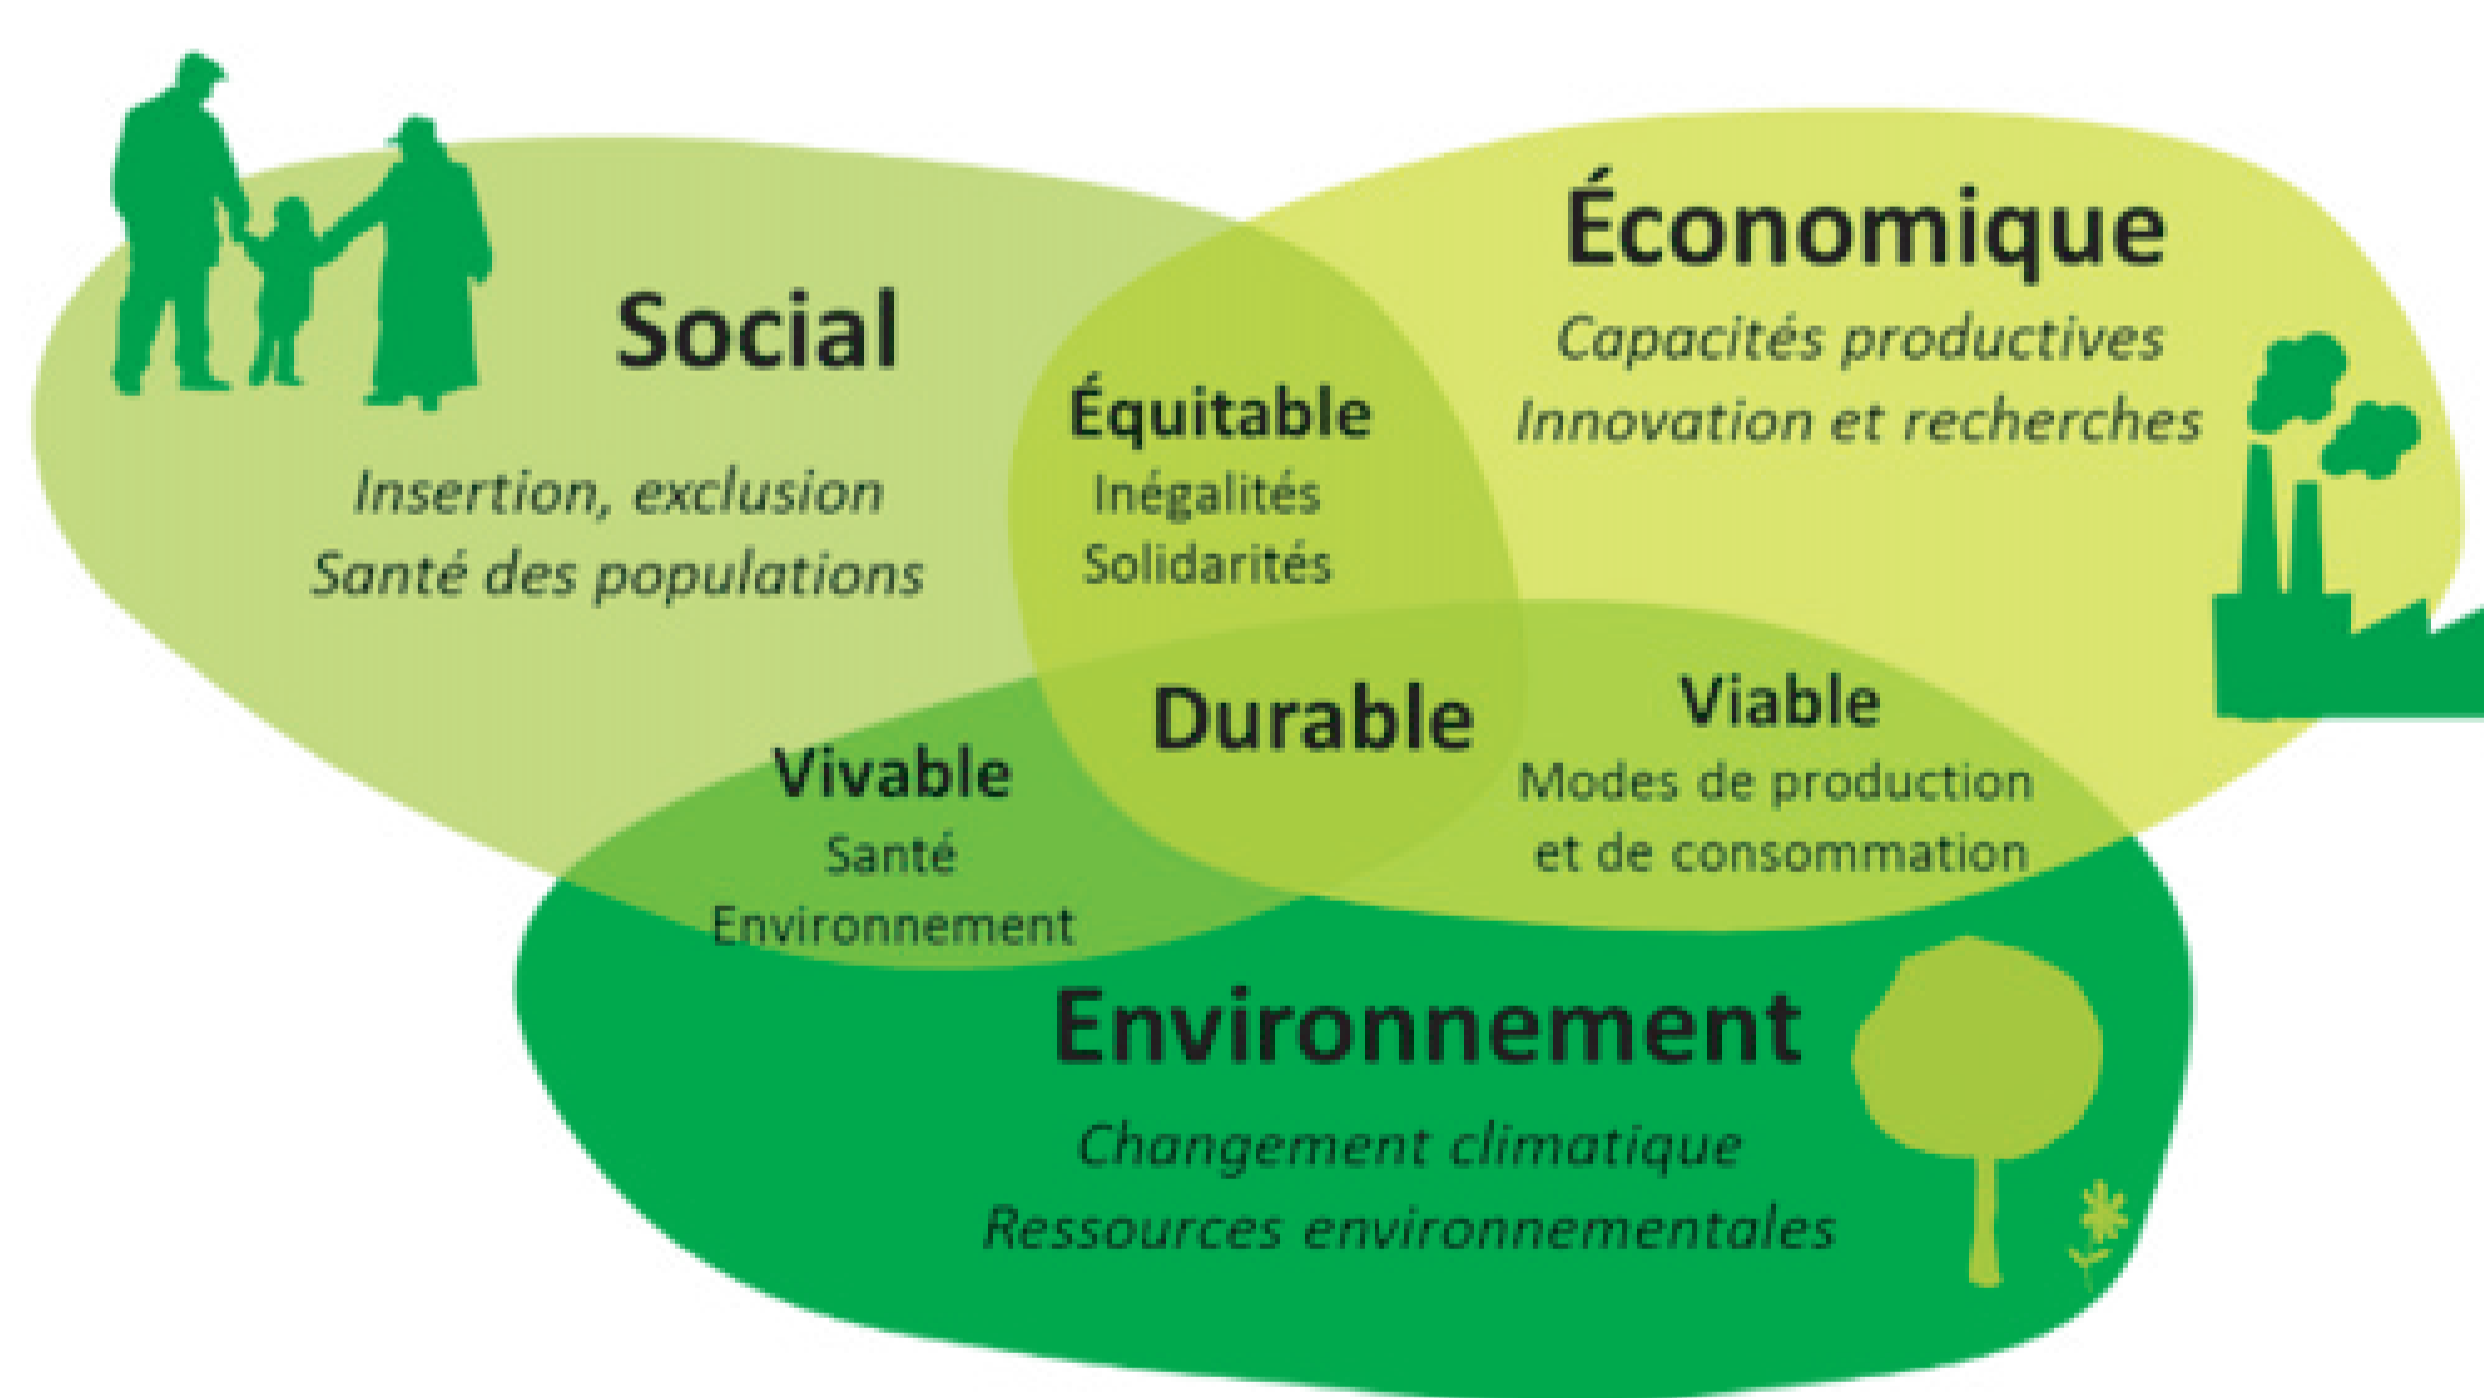 Social
Insertion, exclusion
Santé des populations
Économique
Capacités productives
Innovation et recherches
Équitable
Inégalités
Solidarités
Durable
Viable
Modes de production
et de consommation
Vivable
Santé
Environnement
Environnement
Changement climatique
Ressources environnementales